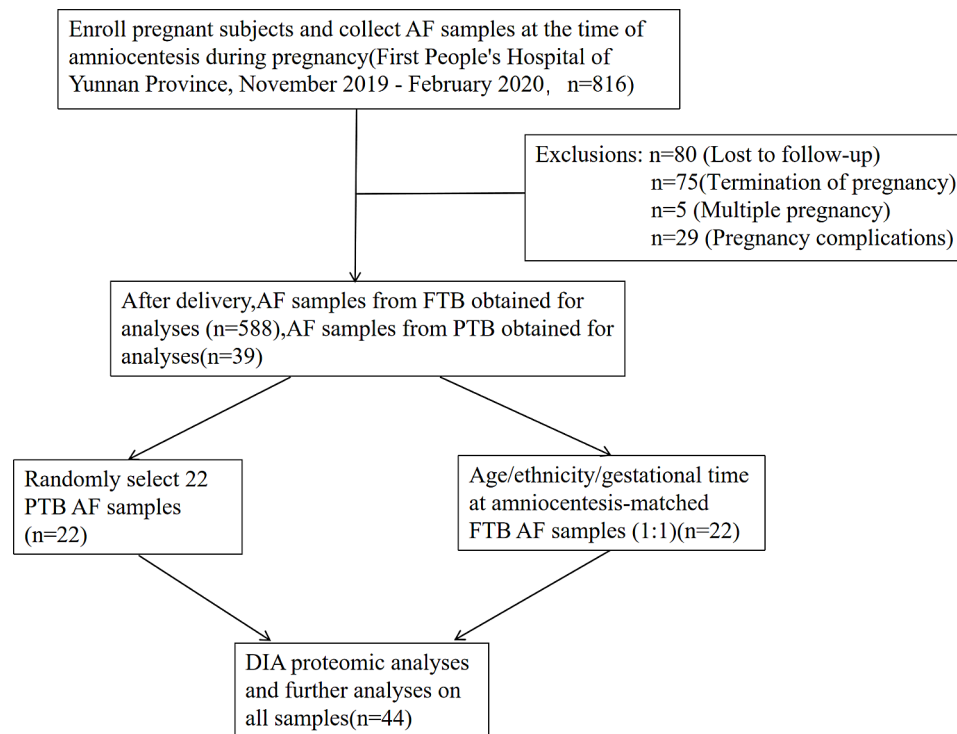 Enroll pregnant subjects and collect AF samples at the time of
amniocentesis during pregnancy(First People's Hospital of
Yunnan Province, November 2019 - February 2020,  n=816)
Exclusions: n=80 (Lost to follow-up)
n=75(Termination of pregnancy)
n=5 (Multiple pregnancy)
n=29 (Pregnancy complications)
After delivery,AF samples from FTB obtained for
analyses (n=588),AF samples from PTB obtained for
analyses(n=39)
Randomly select 22
PTB AF samples
(n=22)
Age/ethnicity/gestational time
at amniocentesis-matched
FTB AF samples (1:1)(n=22)
DIA proteomic analyses
and further analyses on
all samples(n=44)